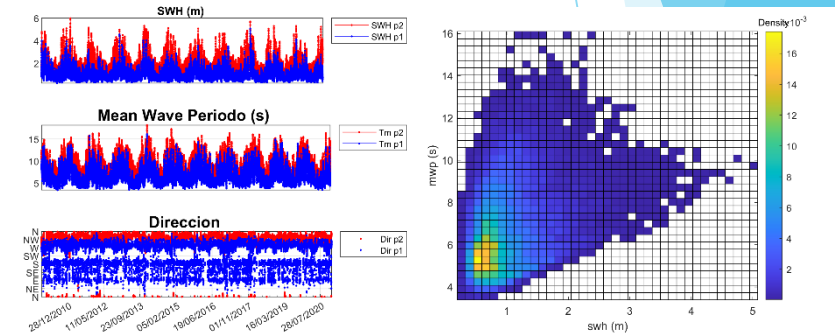 SWH (m)
6
4
2
SWH p2
SWH p1
Mean Wave Periodo (s)
15
10
5
Tm p2
Tm p1
Direccion
N
NW
W
SW
S
SE
E
NE
N
Dir p2
Dir p1
28/12/2010
11/05/2012
23/09/2013
05/02/2015
19/06/2016
01/11/2017
16/03/2019
28/07/2020
16
14
12
10
8
6
4
mwp (s)
1
2
3
4
5
swh (m)
Density10-3
16
14
12
10
8
6
4
2